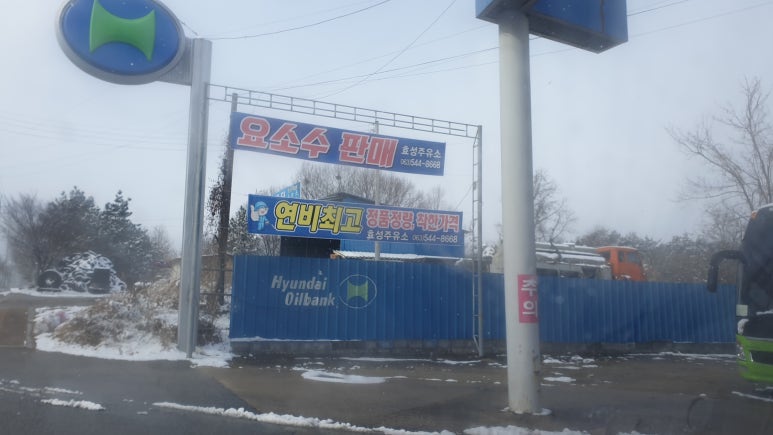 요소수 판매 효성주유소
063)544-8668
연비최고 정품정량, 착한가격
효성주유소 063)544-8668
Hyundai
Oilbank
주의